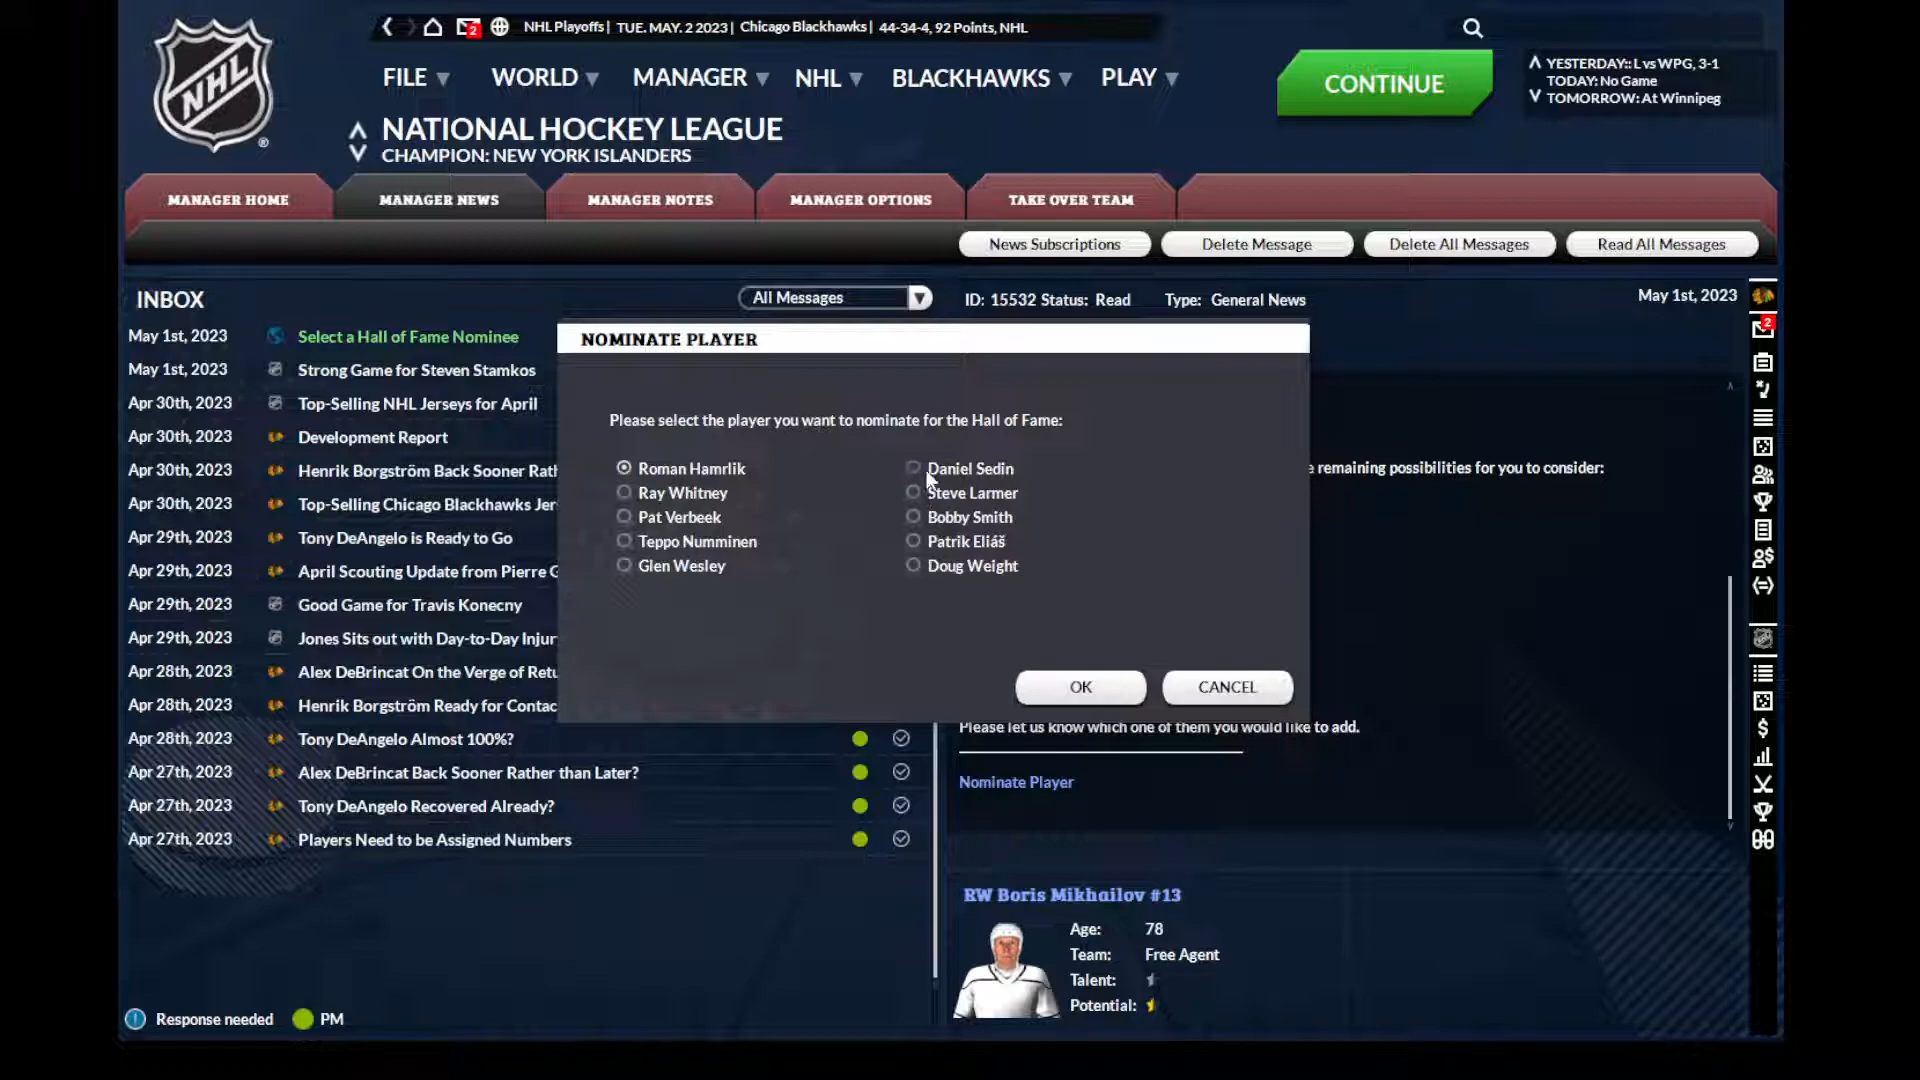 NHL
2
NHL Playoffs | TUE. MAY. 2 2023 | Chicago Blackhawks | 44-34-4, 92 Points, NHL
FILE WORLD MANAGER NHL BLACKHAWKS PLAY
CONTINUE
YESTERDAY:: L vs WPG, 3-1
TODAY: No Game
TOMORROW: At Winnipeg
NATIONAL HOCKEY LEAGUE
CHAMPION: NEW YORK ISLANDERS
MANAGER HOME MANAGER NEWS MANAGER NOTES MANAGER OPTIONS TAKE OVER TEAM
News Subscriptions Delete Message Delete All Messages Read All Messages
INBOX All Messages
ID: 15532 Status: Read Type: General News May 1st, 2023
2
May 1st, 2023 Select a Hall of Fame Nominee
May 1st, 2023 Strong Game for Steven Stamkos
Apr 30th, 2023 Top-Selling NHL Jerseys for April
Apr 30th, 2023 Development Report
Apr 30th, 2023 Henrik Borgström Back Sooner Rath
Apr 30th, 2023 Top-Selling Chicago Blackhawks Jer
Apr 29th, 2023 Tony DeAngelo is Ready to Go
Apr 29th, 2023 April Scouting Update from Pierre G
Apr 29th, 2023 Good Game for Travis Konecny
Apr 29th, 2023 Jones Sits out with Day-to-Day Injur
Apr 28th, 2023 Alex DeBrincat On the Verge of Retu
Apr 28th, 2023 Henrik Borgström Ready for Contac
Apr 28th, 2023 Tony DeAngelo Almost 100%?
Apr 27th, 2023 Alex DeBrincat Back Sooner Rather than Later?
Apr 27th, 2023 Tony DeAngelo Recovered Already?
Apr 27th, 2023 Players Need to be Assigned Numbers
Response needed PM
NOMINATE PLAYER
Please select the player you want to nominate for the Hall of Fame:
Roman Hamrlik Daniel Sedin
Ray Whitney Steve Larmer
Pat Verbeek Bobby Smith
Teppo Numminen Patrik Eliáš
Glen Wesley Doug Weight
OK CANCEL
e remaining possibilities for you to consider:
Please let us know which one of them you would like to add.
Nominate Player
RW Boris Mikhailov #13
Age: 78
Team: Free Agent
Talent:
Potential: